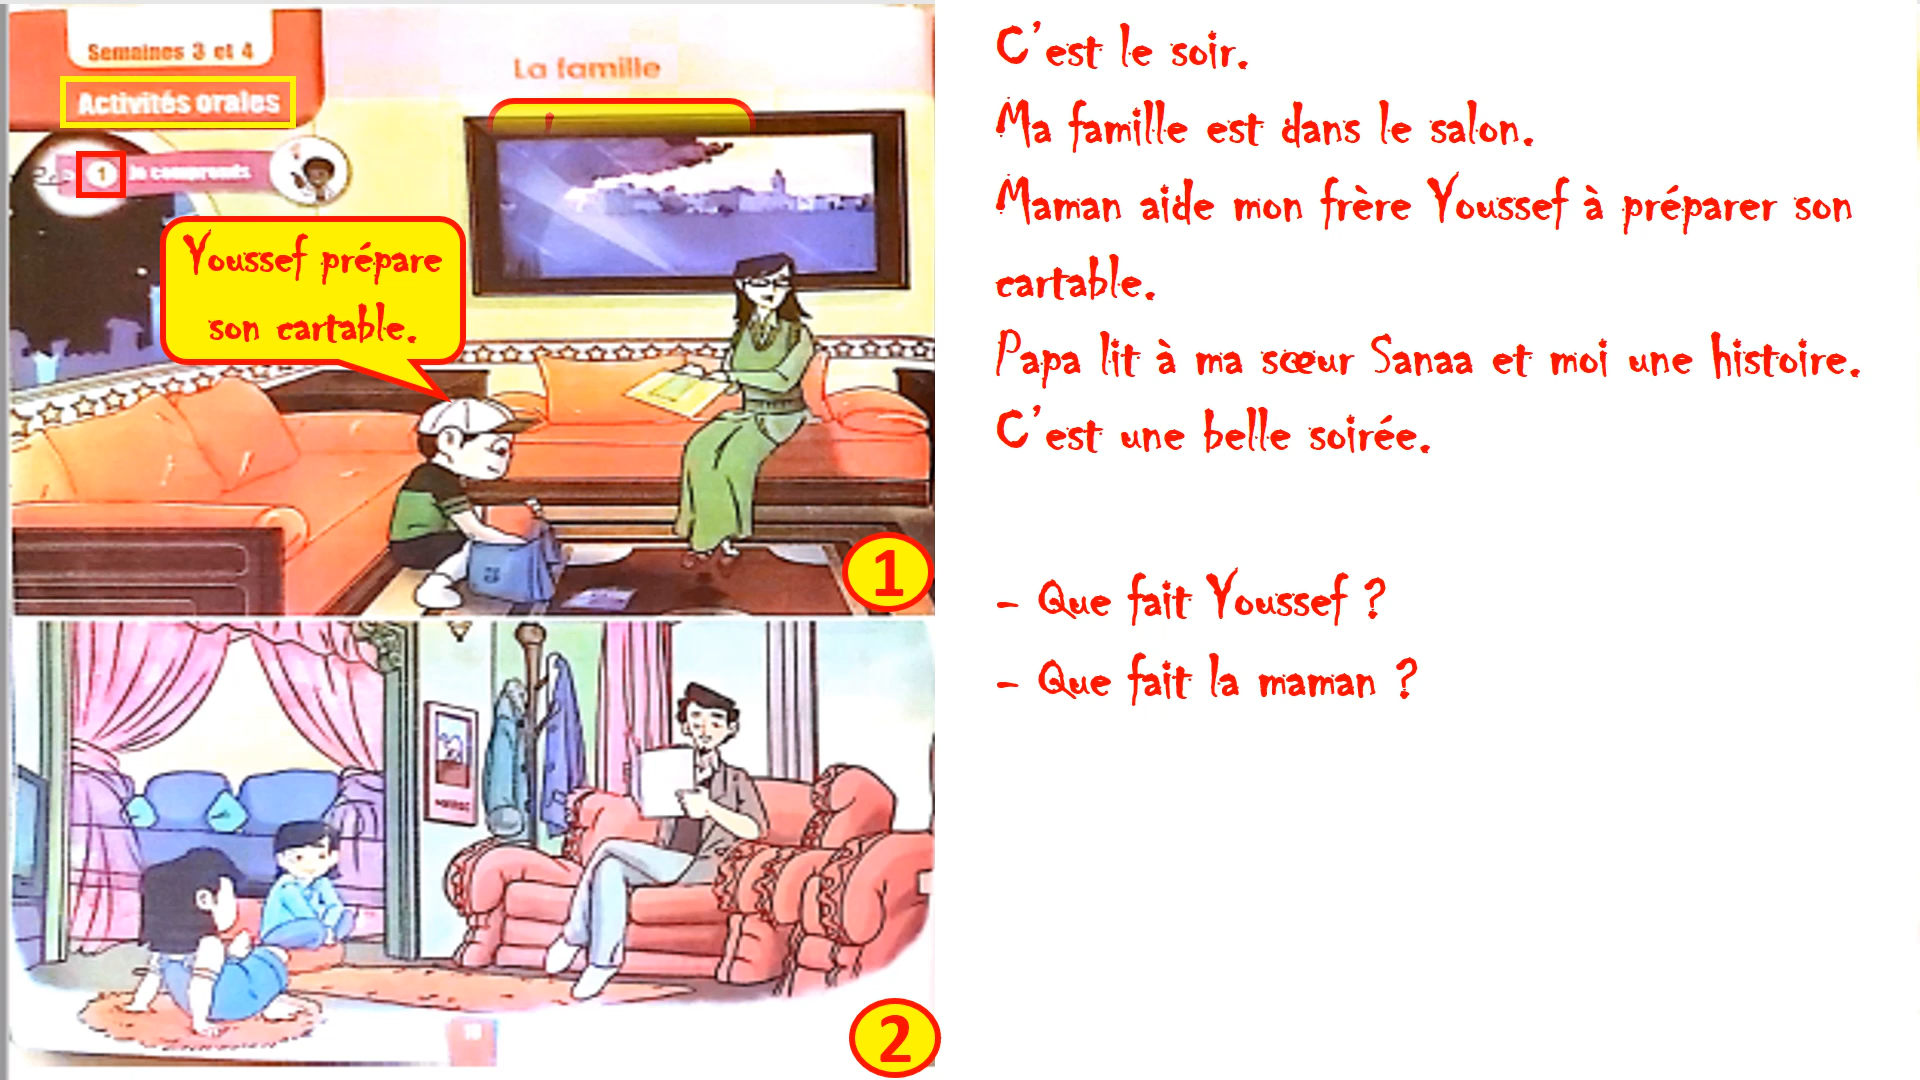 Semaines 3 et 4
Activités orales
La famille
1 Je comprends
Youssef prépare
son cartable.
1
2
C'est le soir.
Ma famille est dans le salon.
Maman aide mon frère Youssef à préparer son
cartable.
Papa lit à ma sœur Sanaa et moi une histoire.
C'est une belle soirée.
- Que fait Youssef ?
- Que fait la maman ?